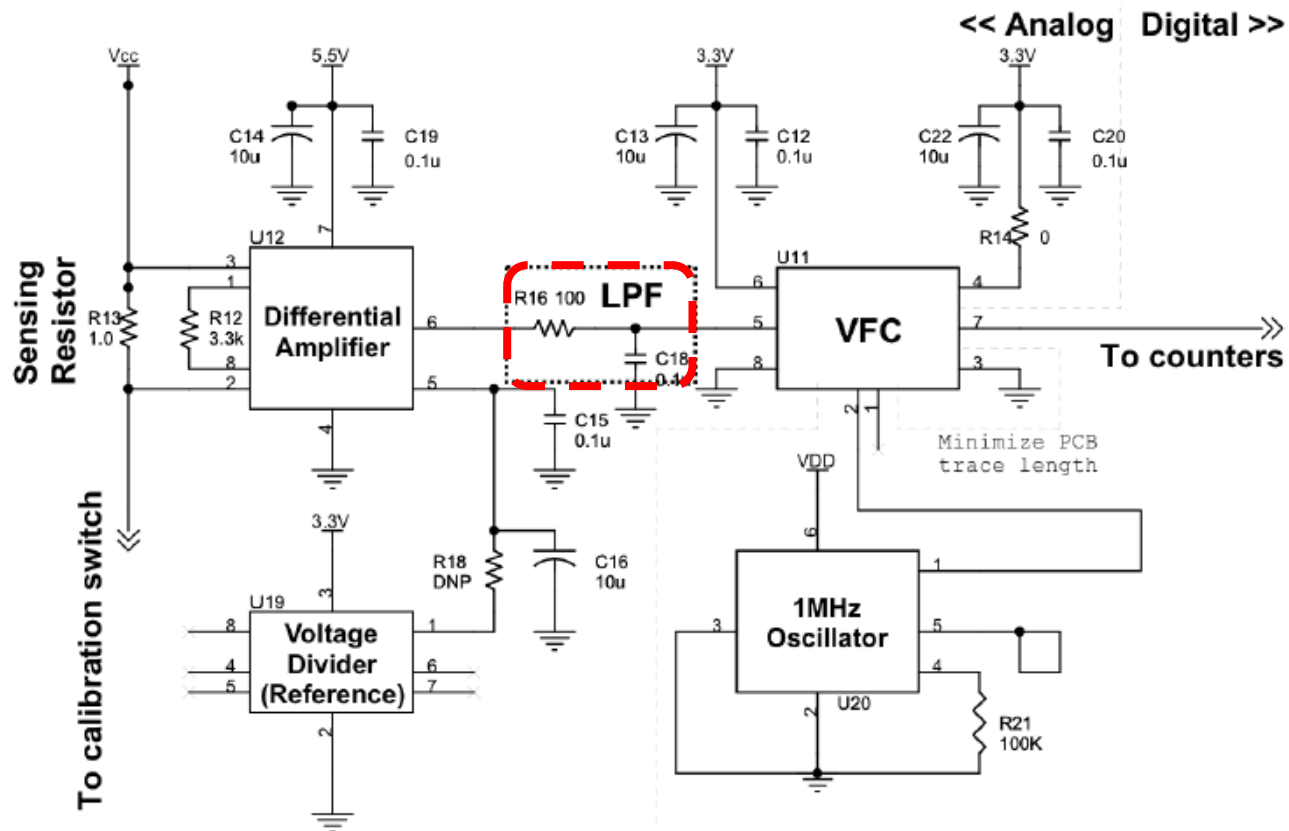 << Analog Digital >>
Vcc
5.5V
3.3V
3.3V
C14
10u
C19
0.1u
C13
10u
C12
0.1u
C22
10u
C20
0.1u
R14 0
U12
7
3
1
8
2
6
5
4
Differential
Amplifier
Sensing
Resistor
R13
1.0
R12
3.3k
R16 100
LPF
C18
0.1u
U11
6
5
8
4
7
3
2
1
VFC
To counters
C15
0.1u
Minimize PCB
trace length
To calibration switch
3.3V
R18
DNP
C16
10u
U19
3
8
4
5
1
6
7
2
Voltage
Divider
(Reference)
VDD
6
3
1
5
4
2
1MHz
Oscillator
U20
R21
100K